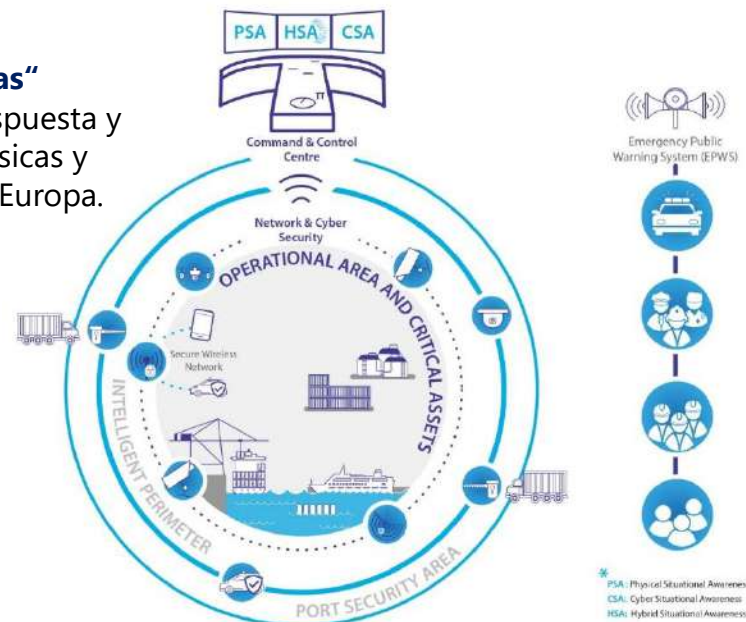 as“
spuesta y
sicas y
Europa.
PSA HSA CSA
Command & Control
Centre
Network & Cyber
Security
OPERATIONAL AREA AND CRITICAL ASSETS
Secure Wireless
Network
INTELLIGENT PERIMETER
PORT SECURITY AREA
Emergency Public
Warning System (EPWS)
*
PSA: Physical Situational Awareness
CSA: Cyber Situational Awareness
HSA: Hybrid Situational Awareness